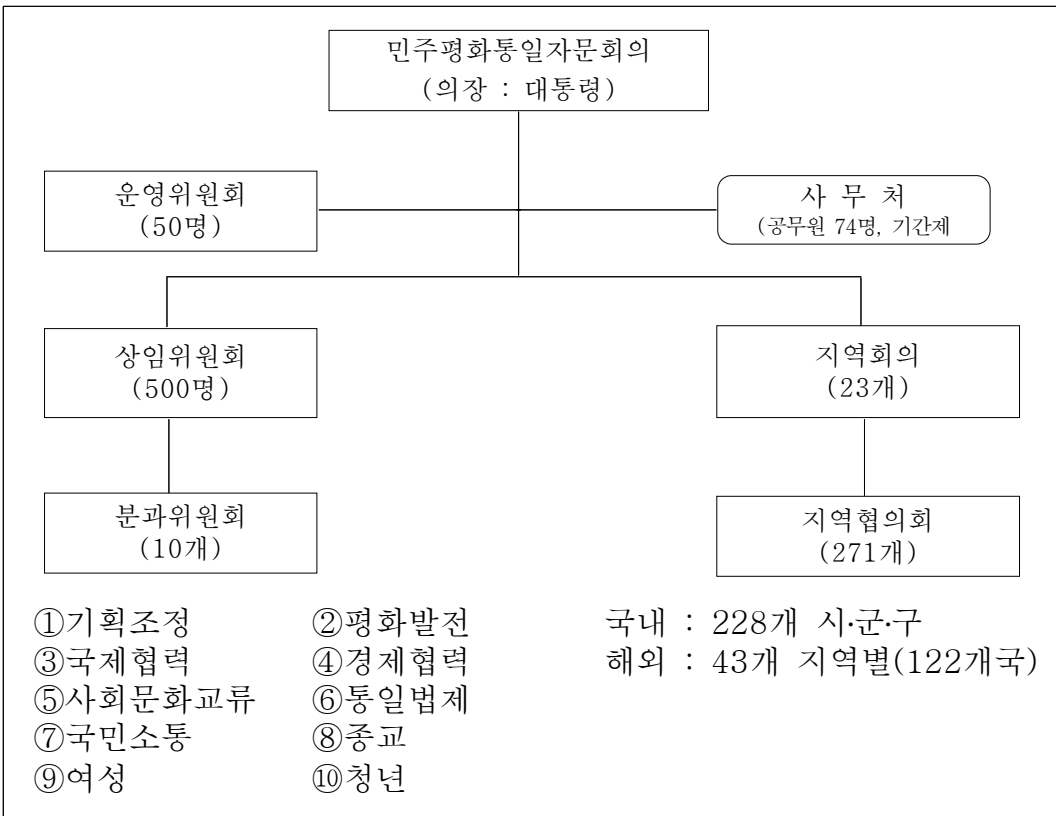 민주평화통일자문회의
(의장 : 대통령)
운영위원회
(50명)
사 무 처
(공무원 74명, 기간제
상임위원회
(500명)
지역회의
(23개)
분과위원회
(10개)
지역협의회
(271개)
①기획조정 ②평화발전
③국제협력 ④경제협력
⑤사회문화교류 ⑥통일법제
⑦국민소통 ⑧종교
⑨여성 ⑩청년
국내 : 228개 시·군·구
해외 : 43개 지역별(122개국)